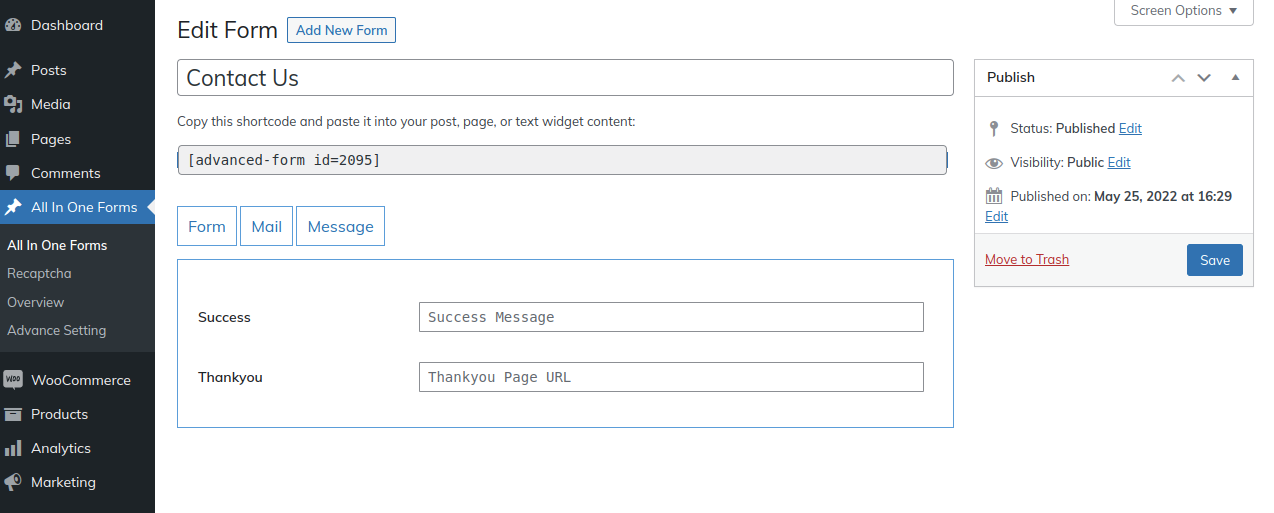 Dashboard
Posts
Media
Pages
Comments
All In One Forms
All In One Forms
Recaptcha
Overview
Advance Setting
WOO WooCommerce
Products
Analytics
Marketing
Screen Options
Edit Form Add New Form
Contact Us
Copy this shortcode and paste it into your post, page, or text widget content:
[advanced-form id=2095]
Form Mail Message
Success Success Message
Thankyou Thankyou Page URL
Publish
Status: Published Edit
Visibility: Public Edit
Published on: May 25, 2022 at 16:29
Edit
Move to Trash Save